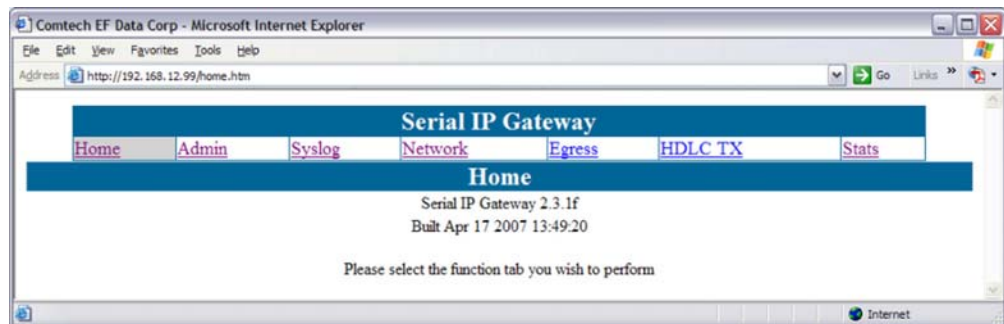 Comtech EF Data Corp - Microsoft Internet Explorer
File Edit View Favorites Tools Help
Address http://192.168.12.99/home.htm Go Links »
Serial IP Gateway
Home Admin Syslog Network Egress HDLC TX Stats
Home
Serial IP Gateway 2.3.1f
Built Apr 17 2007 13:49:20
Please select the function tab you wish to perform
Internet